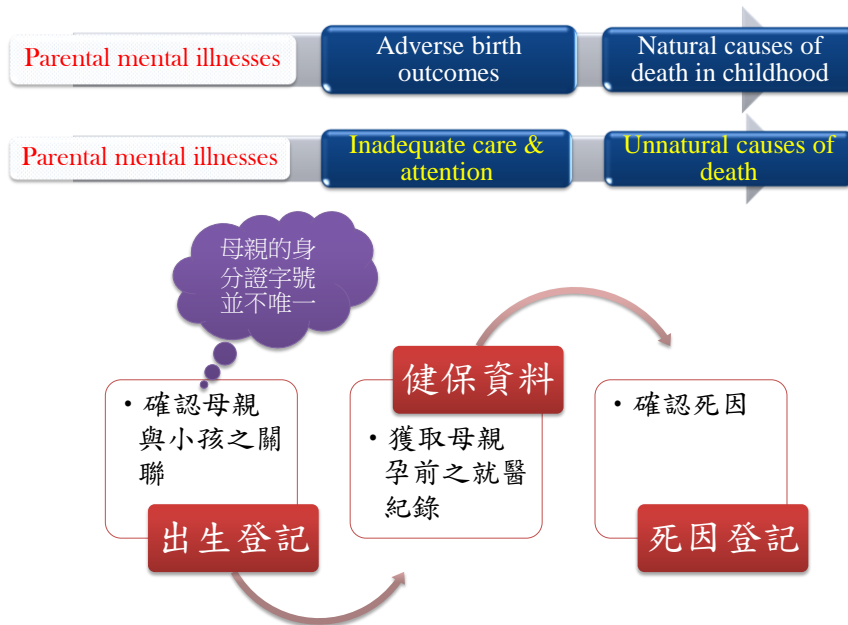 Parental mental illnesses
Adverse birth
outcomes
Natural causes of
death in childhood
Parental mental illnesses
Inadequate care &
attention
Unnatural causes of
death
母親的身
分證字號
並不唯一
• 確認母親
與小孩之關
聯
出生登記
健保資料
• 獲取母親
孕前之就醫
紀錄
• 確認死因
死因登記